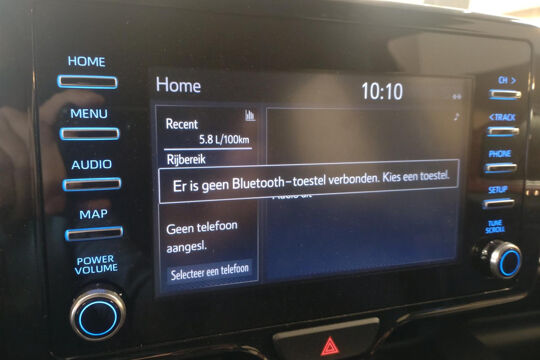 HOME
MENU
AUDIO
MAP
POWER
VOLUME
Home
10:10
Recent
5.8 L/100km
Rijbereik
Er is geen Bluetooth-toestel verbonden. Kies een toestel.
Geen telefoon
aangesl.
Selecteer een telefoon
CH >
< TRACK
PHONE
SETUP
TUNE
SCROLL